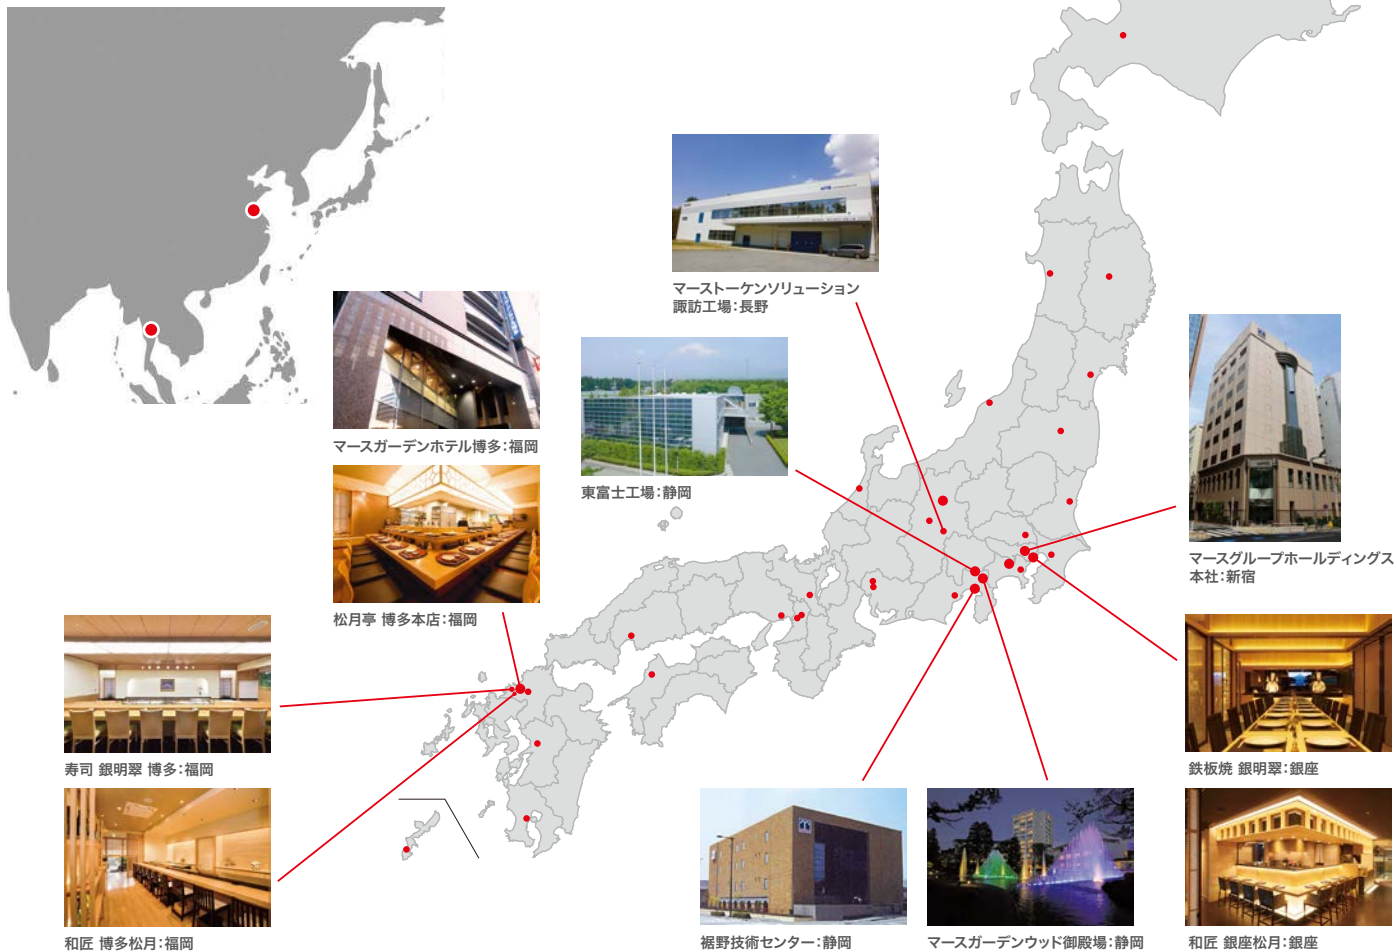 マーストーケンソリューション
諏訪工場：長野
マースガーデンホテル博多：福岡
東富士工場：静岡
マースグループホールディングス
本社：新宿
松月亭 博多本店：福岡
寿司 銀明翠 博多：福岡
鉄板焼 銀明翠：銀座
和匠 博多松月：福岡
裾野技術センター：静岡
マースガーデンウッド御殿場：静岡
和匠 銀座松月：銀座